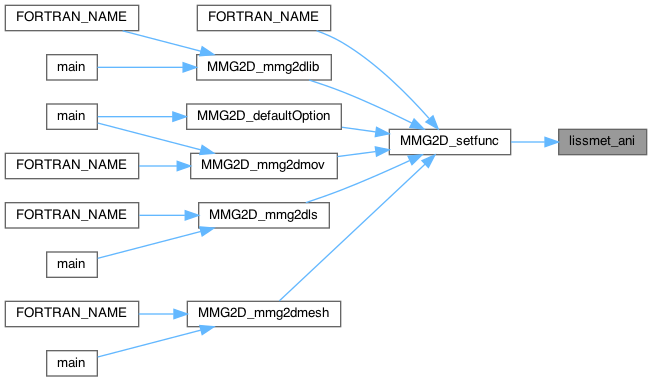 FORTRAN_NAME
FORTRAN_NAME
main
MMG2D_mmg2dlib
main
MMG2D_defaultOption
MMG2D_setfunc
lissmet_ani
FORTRAN_NAME
MMG2D_mmg2dmov
FORTRAN_NAME
MMG2D_mmg2dls
main
FORTRAN_NAME
MMG2D_mmg2dmesh
main